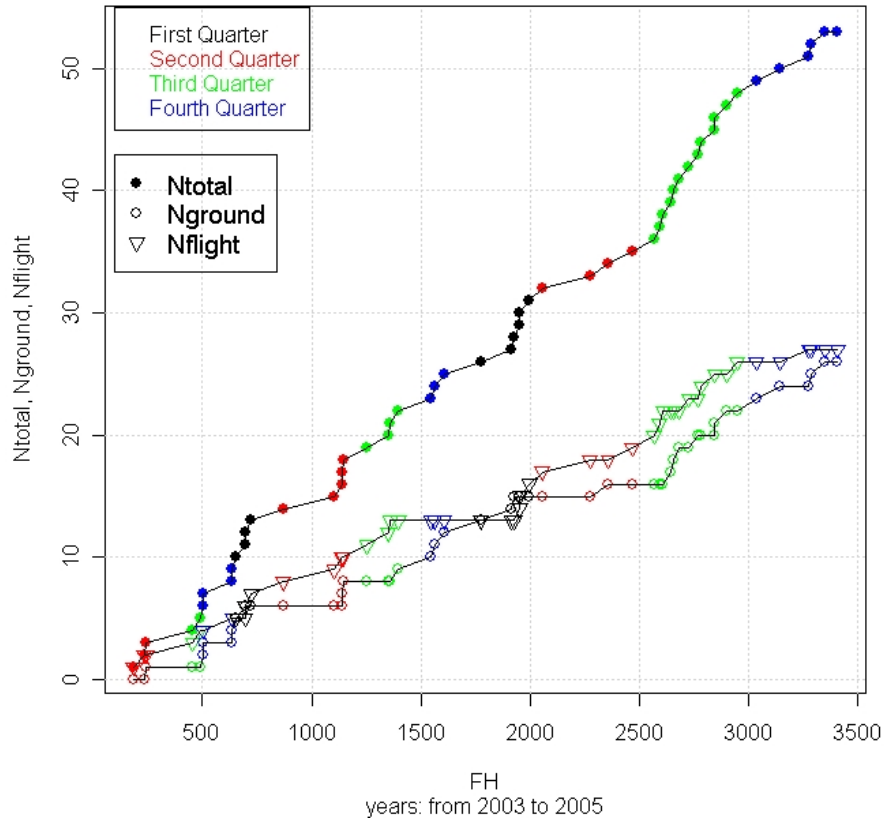 First Quarter
Second Quarter
Third Quarter
Fourth Quarter
Ntotal
Nground
Nflight
Ntotal, Nground, Nflight
50
40
30
20
10
0
500 1000 1500 2000 2500 3000 3500
FH
years: from 2003 to 2005